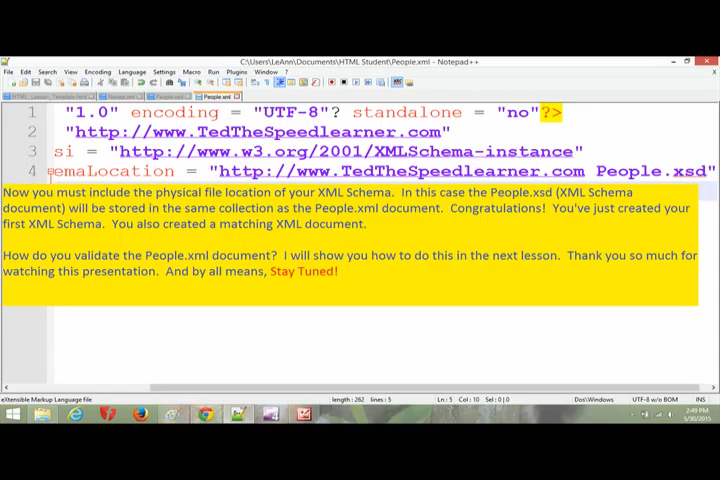 C:\Users\LeAnn\Documents\HTML Student\People.xml - Notepad++
File Edit Search View Encoding Language Settings Macro Run Plugins Window ?
People.xml
1 "1.0" encoding = "UTF-8"? standalone = "no"?>
2 "http://www.TedTheSpeedlearner.com"
3 si = "http://www.w3.org/2001/XMLSchema-instance"
4 emaLocation = "http://www.TedTheSpeedlearner.com People.xsd"
Now you must include the physical file location of your XML Schema. In this case the People.xsd (XML Schema
document) will be stored in the same collection as the People.xml document. Congratulations! You've just created your
first XML Schema. You also created a matching XML document.
How do you validate the People.xml document? I will show you how to do this in the next lesson. Thank you so much for
watching this presentation. And by all means, Stay Tuned!
eXtensible Markup Language file length : 262 lines : 5 Ln : 5 Col : 10 Sel : 0 | 0 Dos\Windows UTF-8 w/o BOM INS
2:49 PM
5/30/2015